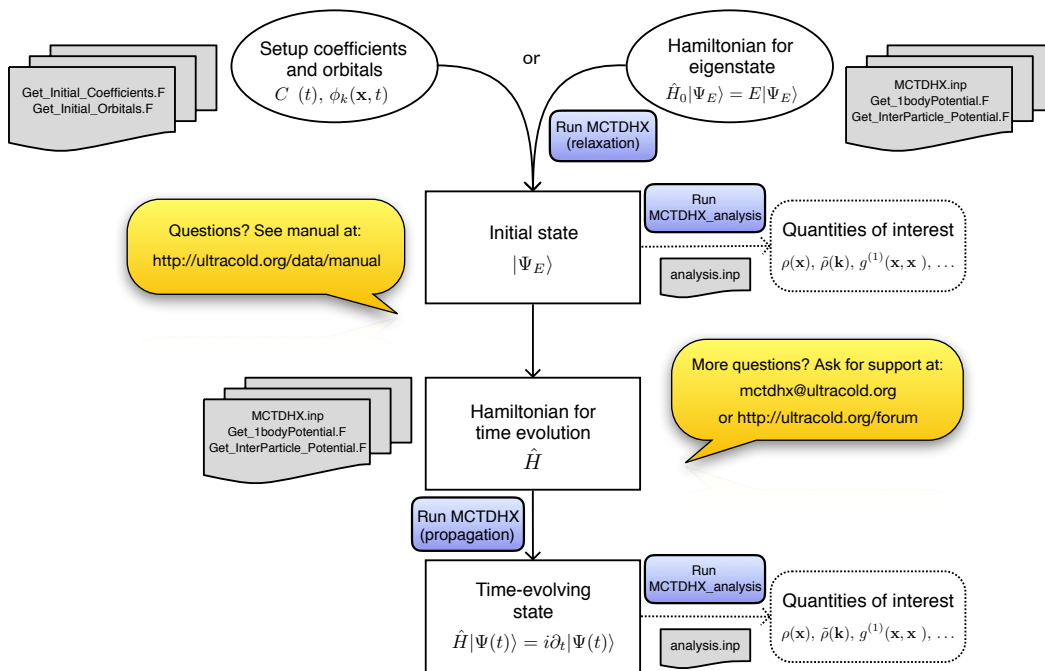 Get_Initial_Coefficients.F
Get_Initial_Orbitals.F
Setup coefficients
and orbitals
C (t), ϕₖ(𝐱, t)
or
Hamiltonian for
eigenstate
Ĥ₀|Ψ_E⟩ = E|Ψ_E⟩
MCTDHX.inp
Get_1bodyPotential.F
Get_InterParticle_Potential.F
Run MCTDHX
(relaxation)
Questions? See manual at:
http://ultracold.org/data/manual
Initial state
|Ψ_E⟩
Run
MCTDHX_analysis
analysis.inp
Quantities of interest
ρ(𝐱), ρ̃(𝐤), g⁽¹⁾(𝐱, 𝐱 ), …
More questions? Ask for support at:
mctdhx@ultracold.org
or http://ultracold.org/forum
MCTDHX.inp
Get_1bodyPotential.F
Get_InterParticle_Potential.F
Hamiltonian for
time evolution
Ĥ
Run MCTDHX
(propagation)
Time-evolving
state
Ĥ|Ψ(t)⟩ = i∂ₜ|Ψ(t)⟩
Run
MCTDHX_analysis
analysis.inp
Quantities of interest
ρ(𝐱), ρ̃(𝐤), g⁽¹⁾(𝐱, 𝐱 ), …